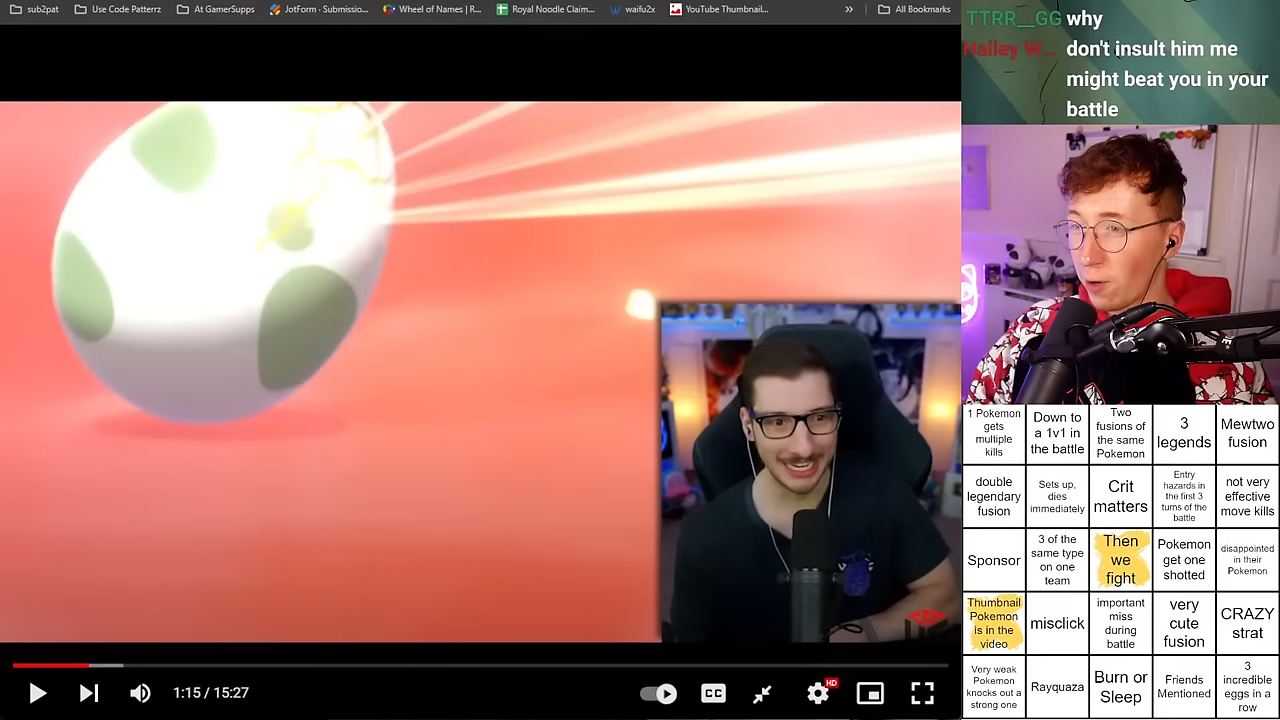 sub2pat
Use Code Patterrz
At GamerSupps
JotForm - Submissio...
Wheel of Names | R...
Royal Noodle Claim...
waifu2x
YouTube Thumbnail...
»
All Bookmarks
TTRR__GG why
Hailey W... don't insult him me
might beat you in your
battle
1 Pokemon
gets
multiple
kills
Down to
a 1v1 in
the battle
Two
fusions of
the same
Pokemon
3
legends
Mewtwo
fusion
double
legendary
fusion
Sets up,
dies
immediately
Crit
matters
Entry
hazards in
the first 3
turns of the
battle
not very
effective
move kills
Sponsor
3 of the
same type
on one
team
Then
we
fight
Pokemon
get one
shotted
disappointed
in their
Pokemon
Thumbnail
Pokemon
is in the
video
misclick
important
miss
during
battle
very
cute
fusion
CRAZY
strat
Very weak
Pokemon
knocks out a
strong one
Rayquaza
Burn or
Sleep
Friends
Mentioned
3
incredible
eggs in a
row
1:15 / 15:27
CC
HD